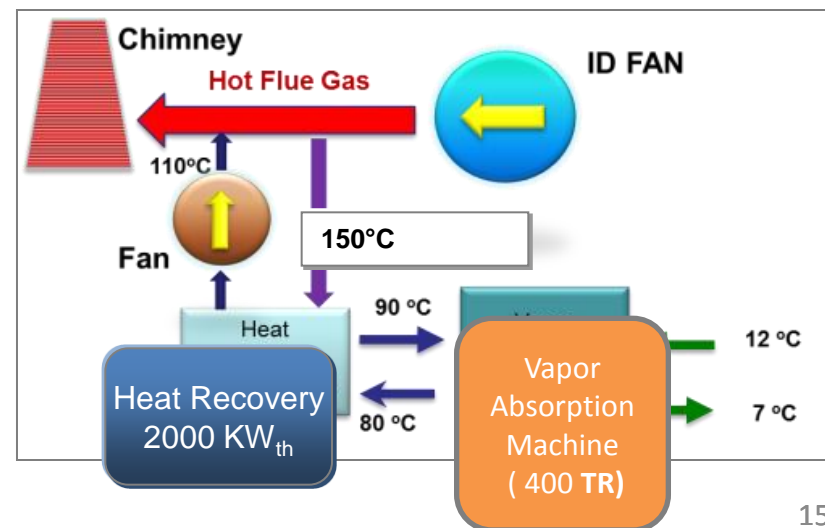 Chimney
ID FAN
Hot Flue Gas
110°C
150°C
Fan
Heat
90 °C
12 °C
Vapor
Absorption
Machine
( 400 TR)
Heat Recovery
2000 KWth
80 °C
7 °C
15